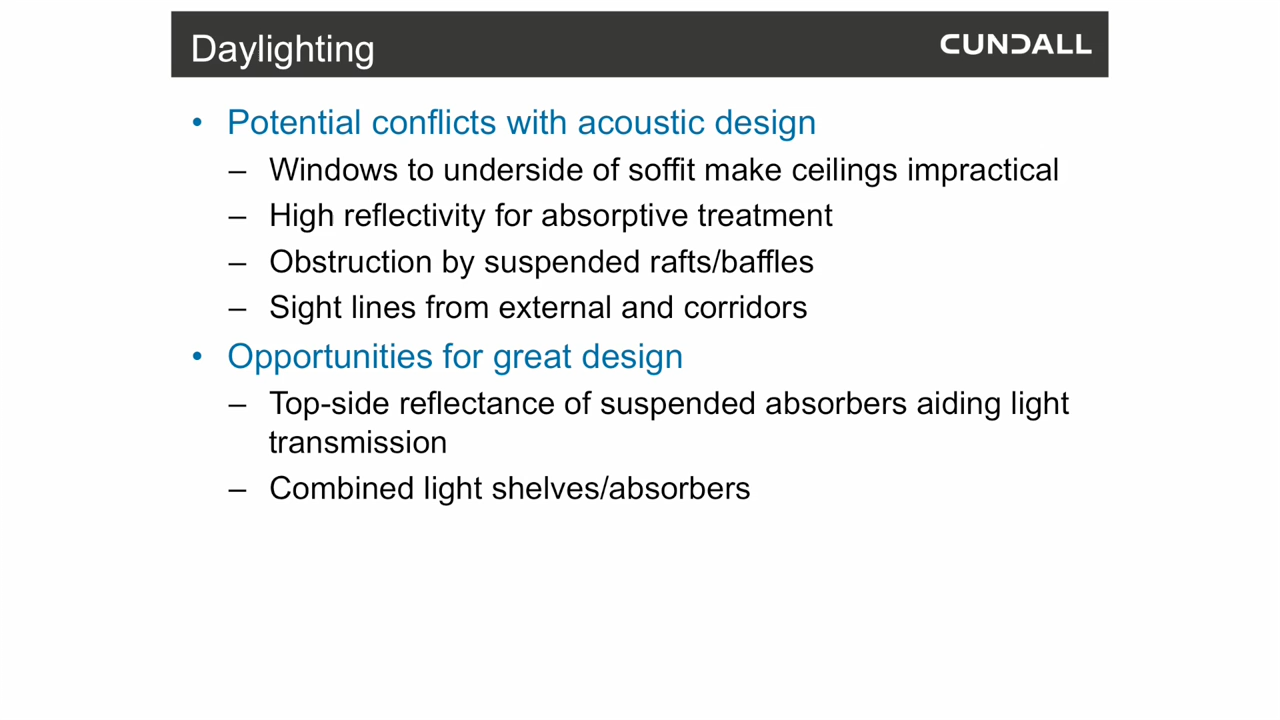 Daylighting
CUNDALL
• Potential conflicts with acoustic design
– Windows to underside of soffit make ceilings impractical
– High reflectivity for absorptive treatment
– Obstruction by suspended rafts/baffles
– Sight lines from external and corridors
• Opportunities for great design
– Top-side reflectance of suspended absorbers aiding light
transmission
– Combined light shelves/absorbers